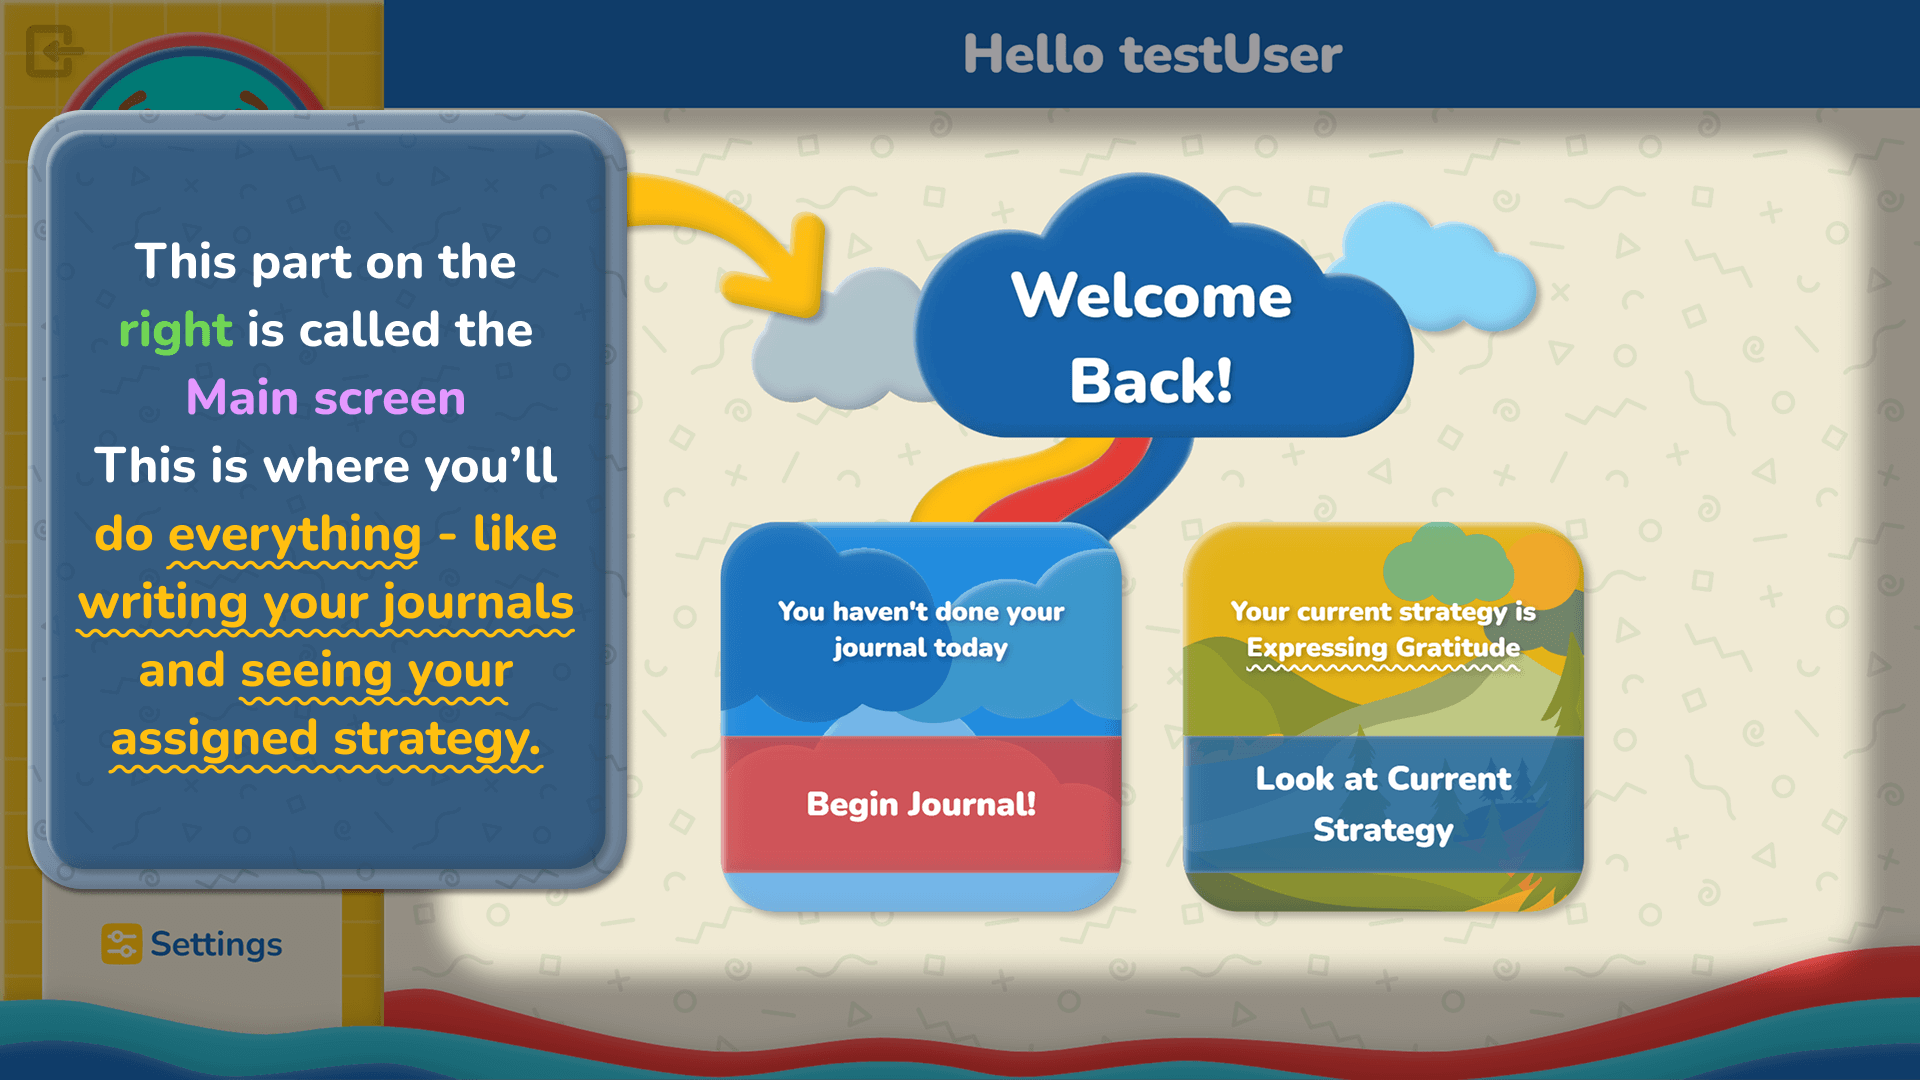 Hello testUser
This part on the
right is called the
Main screen
This is where you’ll
do everything - like
writing your journals
and seeing your
assigned strategy.
Welcome
Back!
You haven't done your
journal today
Begin Journal!
Your current strategy is
Expressing Gratitude
Look at Current
Strategy
Settings